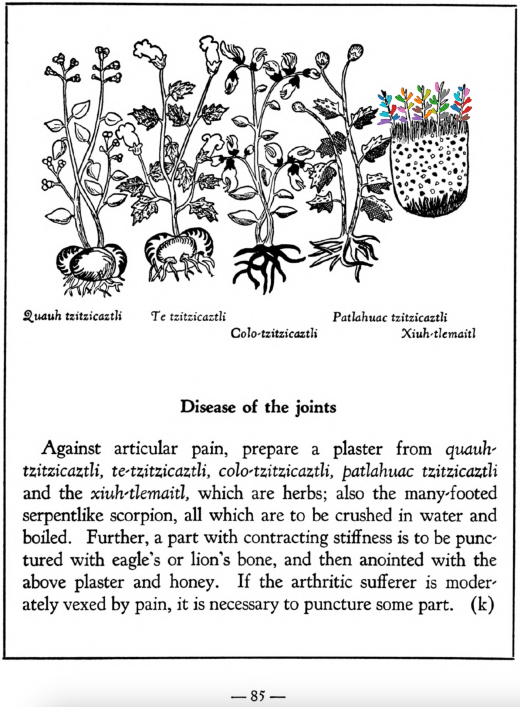 Quauh tzitzicaztli Te tzitzicaztli Patlahuac tzitzicaztli
Colo-tzitzicaztli Xiuh-tlemaitl
Disease of the joints
Against articular pain, prepare a plaster from quauh-
tzitzicaztli, te-tzitzicaztli, colo-tzitzicaztli, patlahuac tzitzicaztli
and the xiuh-tlemaitl, which are herbs; also the many-footed
serpentlike scorpion, all which are to be crushed in water and
boiled. Further, a part with contracting stiffness is to be punc-
tured with eagle's or lion's bone, and then anointed with the
above plaster and honey. If the arthritic sufferer is moder-
ately vexed by pain, it is necessary to puncture some part. (k)
— 85 —